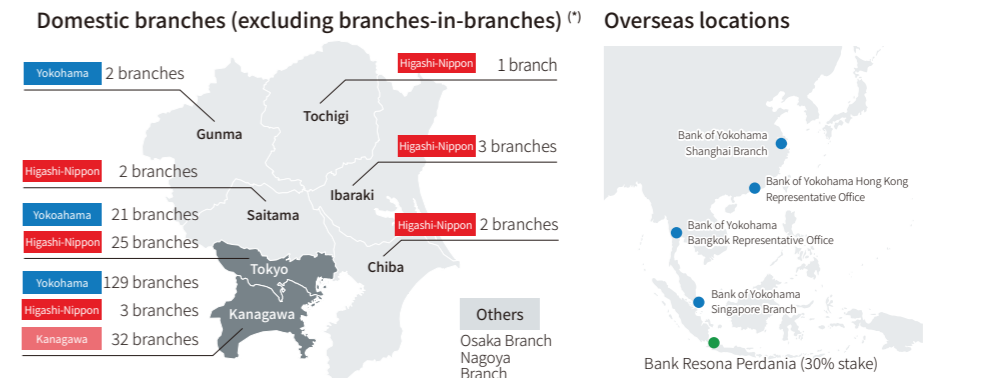 Domestic branches (excluding branches-in-branches) (*)
Yokohama 2 branches
Higashi-Nippon 1 branch
Tochigi
Gunma
Higashi-Nippon 3 branches
Higashi-Nippon 2 branches
Ibaraki
Saitama
Yokoahama 21 branches
Higashi-Nippon 25 branches
Higashi-Nippon 2 branches
Chiba
Tokyo
Yokohama 129 branches
Higashi-Nippon 3 branches
Kanagawa 32 branches
Kanagawa
Others
Osaka Branch
Nagoya
Branch
Overseas locations
Bank of Yokohama
Shanghai Branch
Bank of Yokohama Hong Kong
Representative Office
Bank of Yokohama
Bangkok Representative Office
Bank of Yokohama
Singapore Branch
Bank Resona Perdania (30% stake)